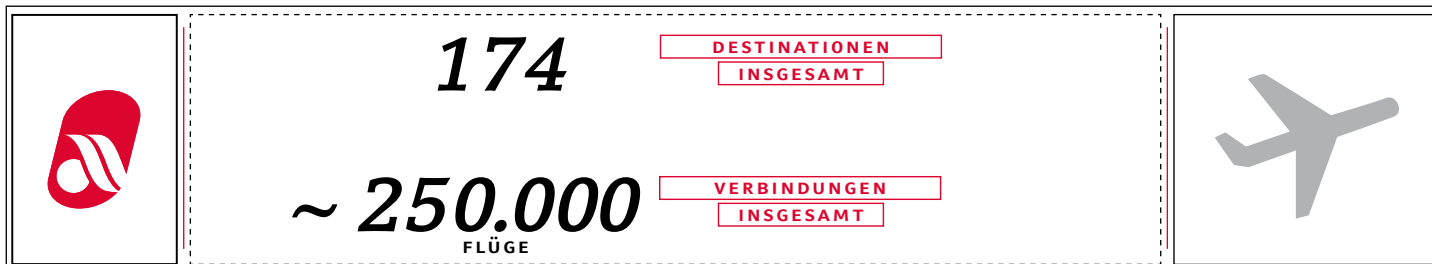 174
DESTINATIONEN
INSGESAMT
~ 250.000
FLÜGE
VERBINDUNGEN
INSGESAMT